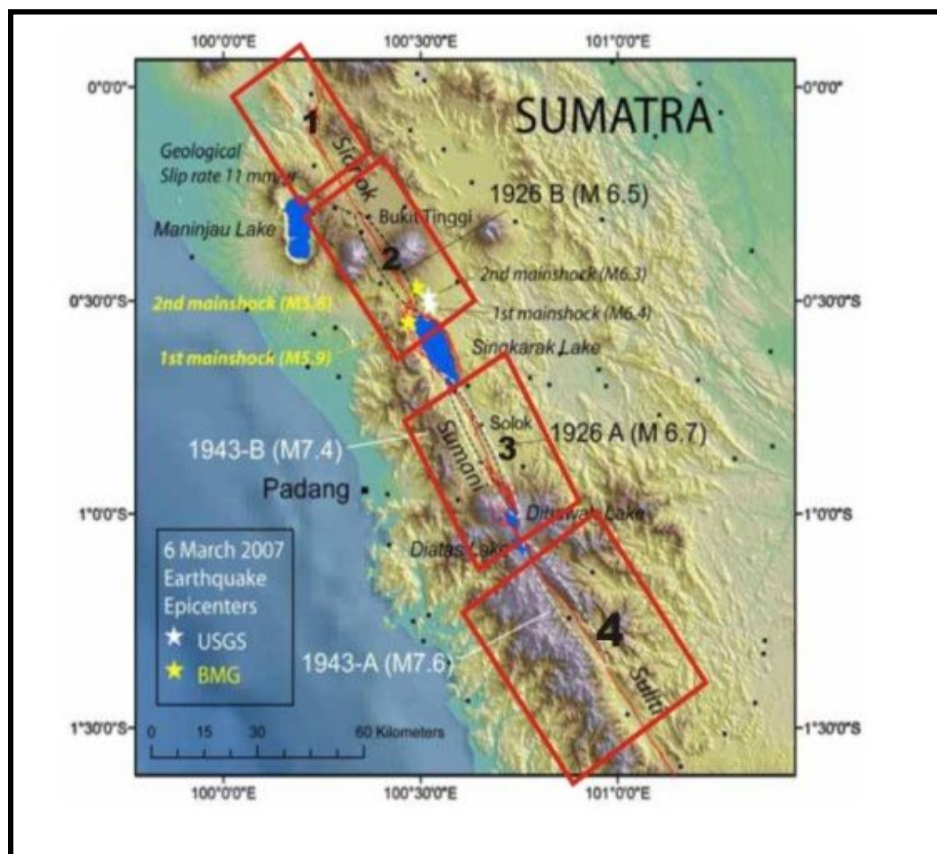 100°0'0"E 100°30'0"E 101°0'0"E
0°0'0"
0°0'0"
SUMATRA
1
Sianok
Geological
Slip rate 11 mm/yr
1926 B (M 6.5)
Bukit Tinggi
Maninjau Lake
2
2nd mainshock (M6.3)
0°30'0"S
0°30'0"S
2nd mainshock (M5.8)
1st mainshock (M6.4)
Singkarak Lake
1st mainshock (M5.9)
Solok
1926 A (M 6.7)
3
1943-B (M7.4)
Sumani
Padang
1°0'0"S
1°0'0"S
Dibawah Lake
Diatas Lake
6 March 2007
Earthquake
Epicenters
USGS
BMG
4
1943-A (M7.6)
Suliti
1°30'0"S
1°30'0"S
0 15 30 60 Kilometers
100°0'0"E 100°30'0"E 101°0'0"E